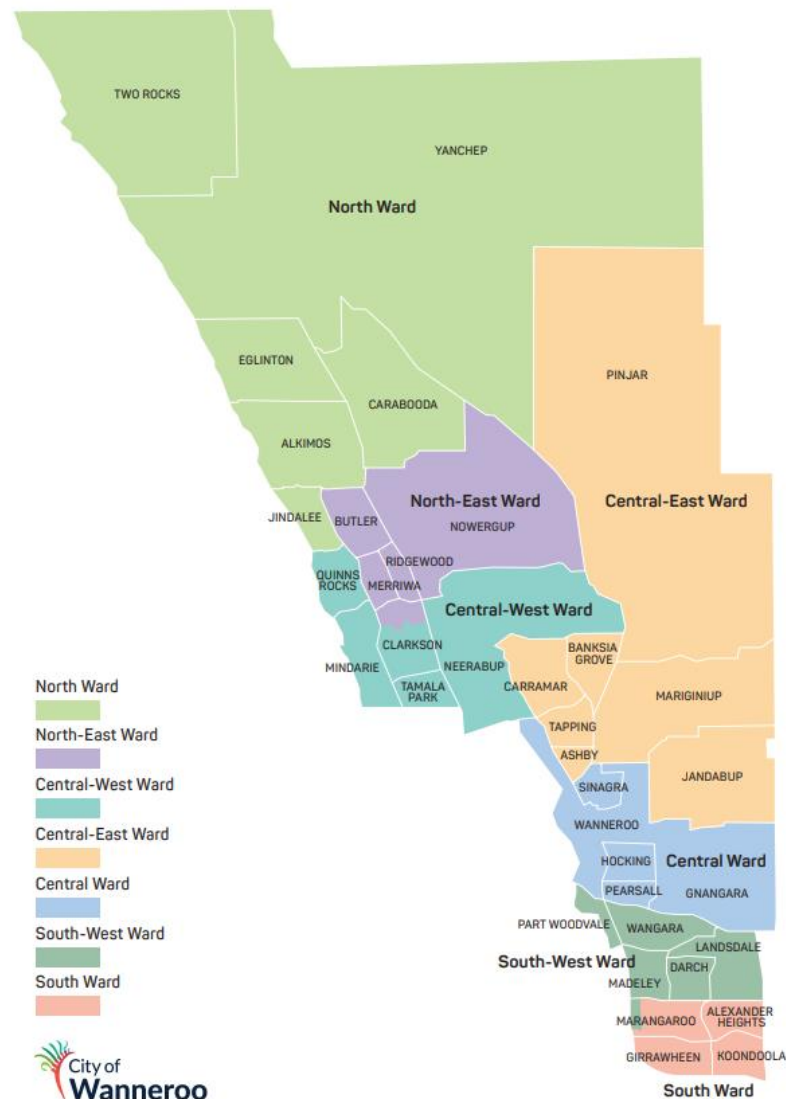 TWO ROCKS
YANCHEP
North Ward
EGLINTON
CARABOODA
PINJAR
ALKIMOS
North-East Ward
NOWERGUP
Central-East Ward
JINDALEE
BUTLER
RIDGEWOOD
QUINNS
ROCKS
MERRIWA
Central-West Ward
CLARKSON
MINDARIE
NEERABUP
TAMALA
PARK
BANKSIA
GROVE
CARRAMAR
MARIGINIUP
TAPPING
ASHBY
JANDABUP
SINAGRA
WANNEROO
HOCKING
Central Ward
PEARSALL
GNANGARA
PART WOODVALE
WANGARA
LANDSDALE
South-West Ward
DARCH
MADELEY
MARANGAROO
ALEXANDER
HEIGHTS
GIRRAWHEEN
KOONDOOLA
South Ward
North Ward
North-East Ward
Central-West Ward
Central-East Ward
Central Ward
South-West Ward
South Ward
City of
Wanneroo